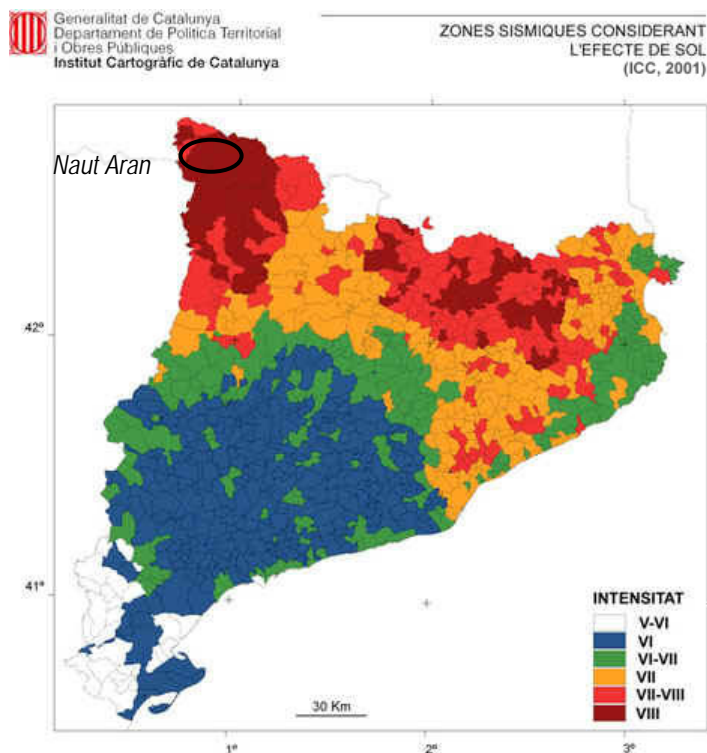 Generalitat de Catalunya
Departament de Política Territorial
i Obres Públiques
Institut Cartogràfic de Catalunya
ZONES SISMIQUES CONSIDERANT
L'EFECTE DE SOL
(ICC, 2001)
Naut Aran
42º
41º
INTENSITAT
V-VI
VI
VI-VII
VII
VII-VIII
VIII
30 Km
1º
2º
3º